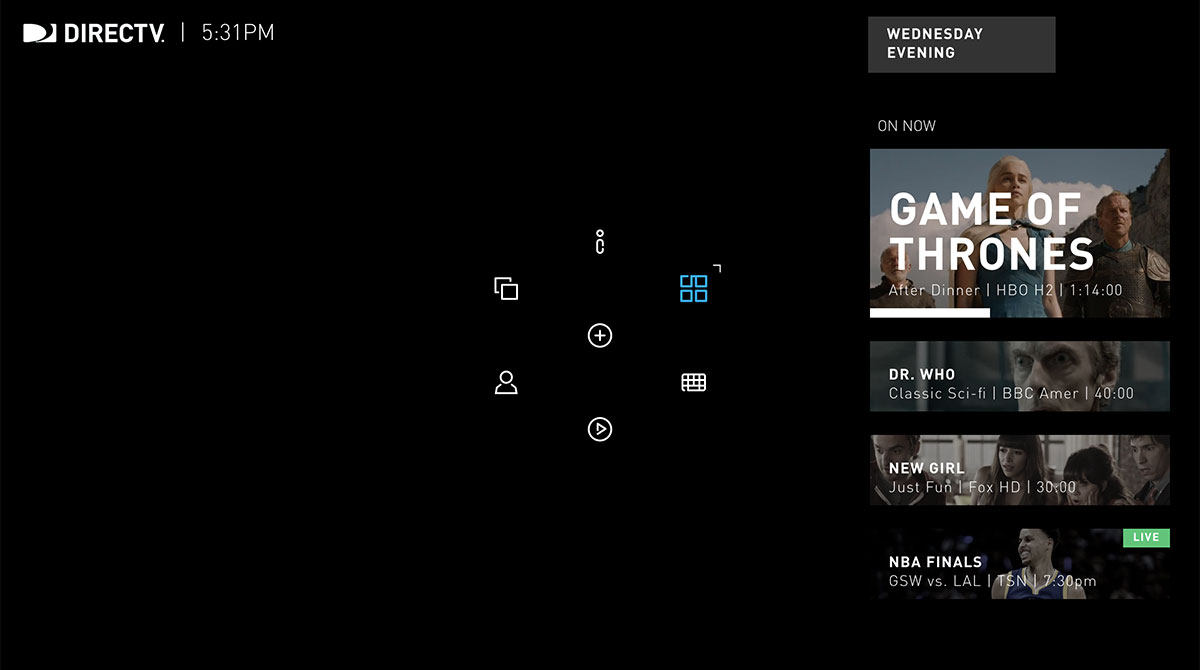 DIRECTV. | 5:31PM
WEDNESDAY
EVENING
ON NOW
GAME OF
THRONES
After Dinner | HBO H2 | 1:14:00
DR. WHO
Classic Sci-fi | BBC Amer | 40:00
NEW GIRL
Just Fun | Fox HD | 30:00
LIVE
NBA FINALS
GSW vs. LAL | TSN | 7:30pm